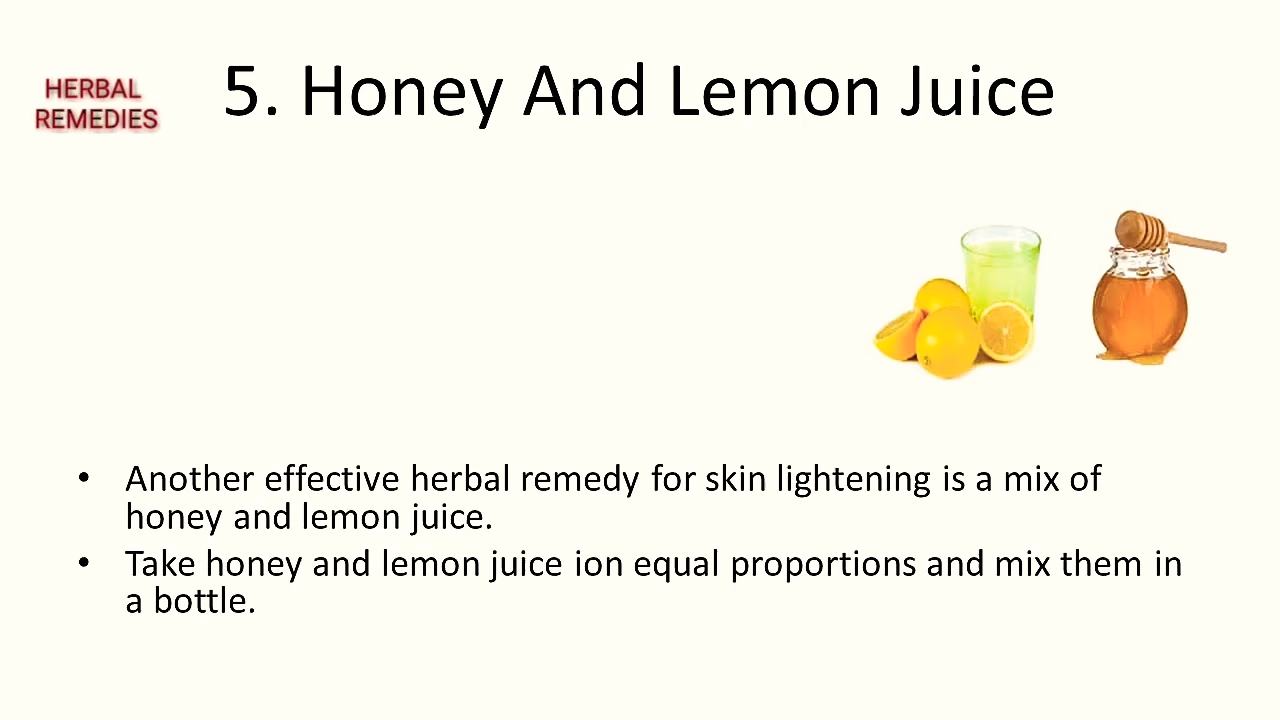 HERBAL
REMEDIES
5. Honey And Lemon Juice
• Another effective herbal remedy for skin lightening is a mix of
honey and lemon juice.
• Take honey and lemon juice ion equal proportions and mix them in
a bottle.